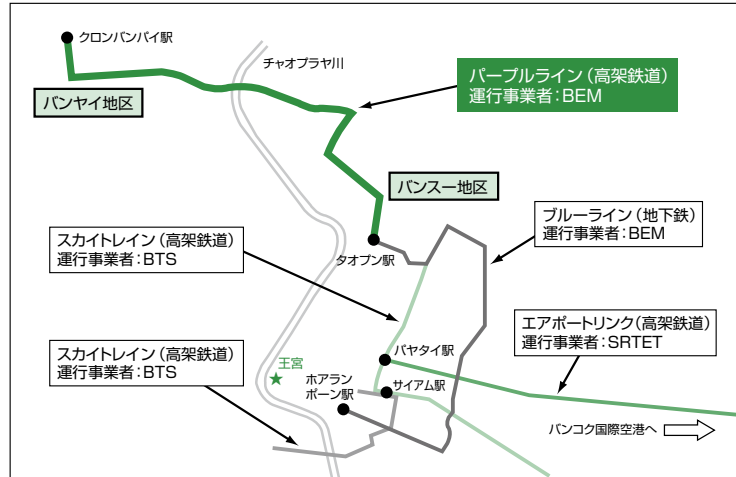 クロンバンパイ駅
チャオプラヤ川
パープルライン(高架鉄道)
運行事業者:BEM
バンヤイ地区
バンスー地区
ブルーライン(地下鉄)
運行事業者:BEM
スカイトレイン(高架鉄道)
運行事業者:BTS
タオプン駅
エアポートリンク(高架鉄道)
運行事業者:SRTET
パヤタイ駅
スカイトレイン(高架鉄道)
運行事業者:BTS
王宮
ホアラン
ポーン駅
サイアム駅
バンコク国際空港へ